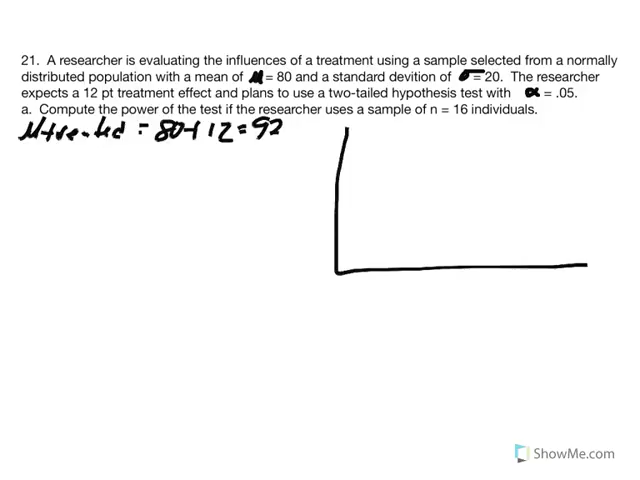 21. A researcher is evaluating the influences of a treatment using a sample selected from a normally
distributed population with a mean of μ = 80 and a standard devition of σ = 20. The researcher
expects a 12 pt treatment effect and plans to use a two-tailed hypothesis test with α = .05.
a. Compute the power of the test if the researcher uses a sample of n = 16 individuals.
μtreated = 80+12=92
ShowMe.com